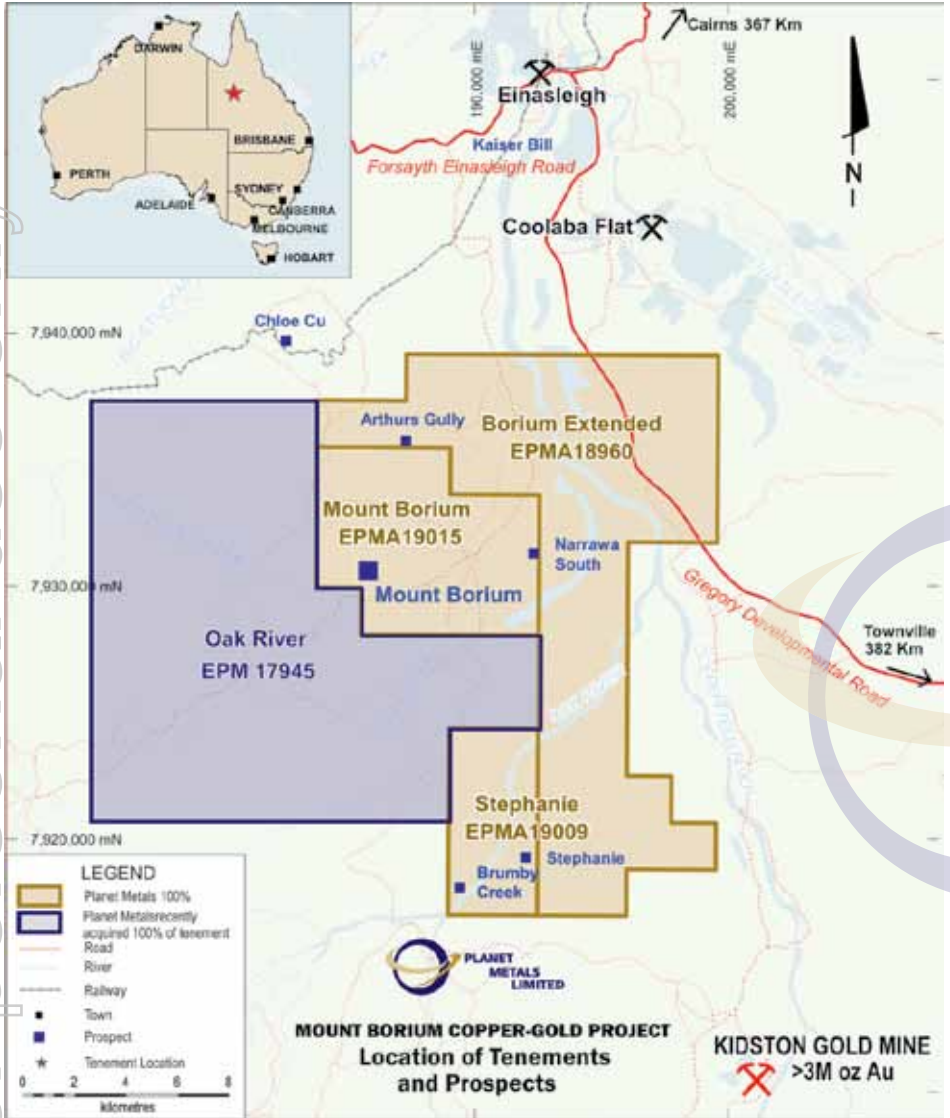 DARWIN
BRISBANE
PERTH
SYDNEY
ADELAIDE
CANBERRA
MELBOURNE
HOBART
Cairns 367 Km
190,000 mE
200,000 mE
Einasleigh
Kaiser Bill
Forsayth Einasleigh Road
N
Coolaba Flat
7,940,000 mN
Chloe Cu
Arthurs Gully
Borium Extended
EPMA18960
Mount Borium
EPMA19015
Narrawa
South
7,930,000 mN
Mount Borium
Gregory Developmental Road
Townville
382 Km
Oak River
EPM 17945
Stephanie
EPMA19009
7,920,000 mN
Stephanie
Brumby
Creek
LEGEND
Planet Metals 100%
Planet Metalsrecently
acquired 100% of tenement
Road
River
Railway
Town
Prospect
Tenement Location
0 2 4 6 8
kilometres
PLANET
METALS
LIMITED
MOUNT BORIUM COPPER-GOLD PROJECT
Location of Tenements
and Prospects
KIDSTON GOLD MINE
>3M oz Au